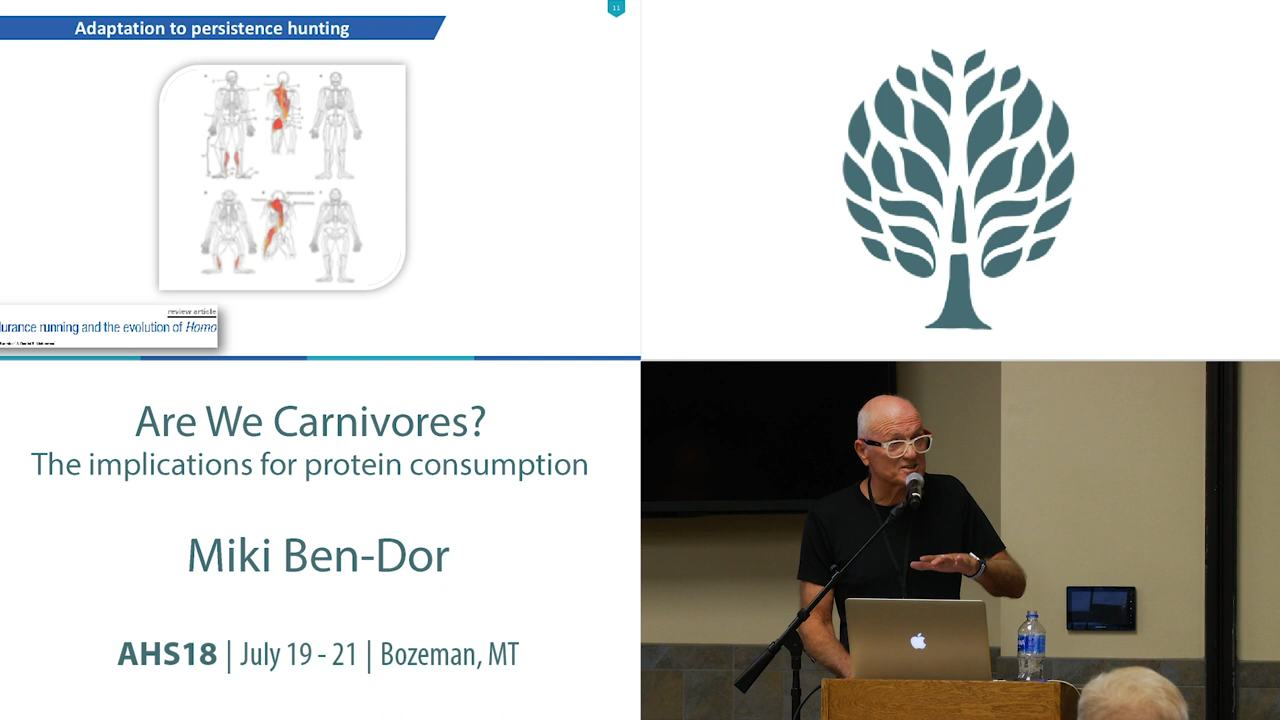 Adaptation to persistence hunting
11
review article
durance running and the evolution of Homo
Are We Carnivores?
The implications for protein consumption
Miki Ben-Dor
AHS18 | July 19 - 21 | Bozeman, MT